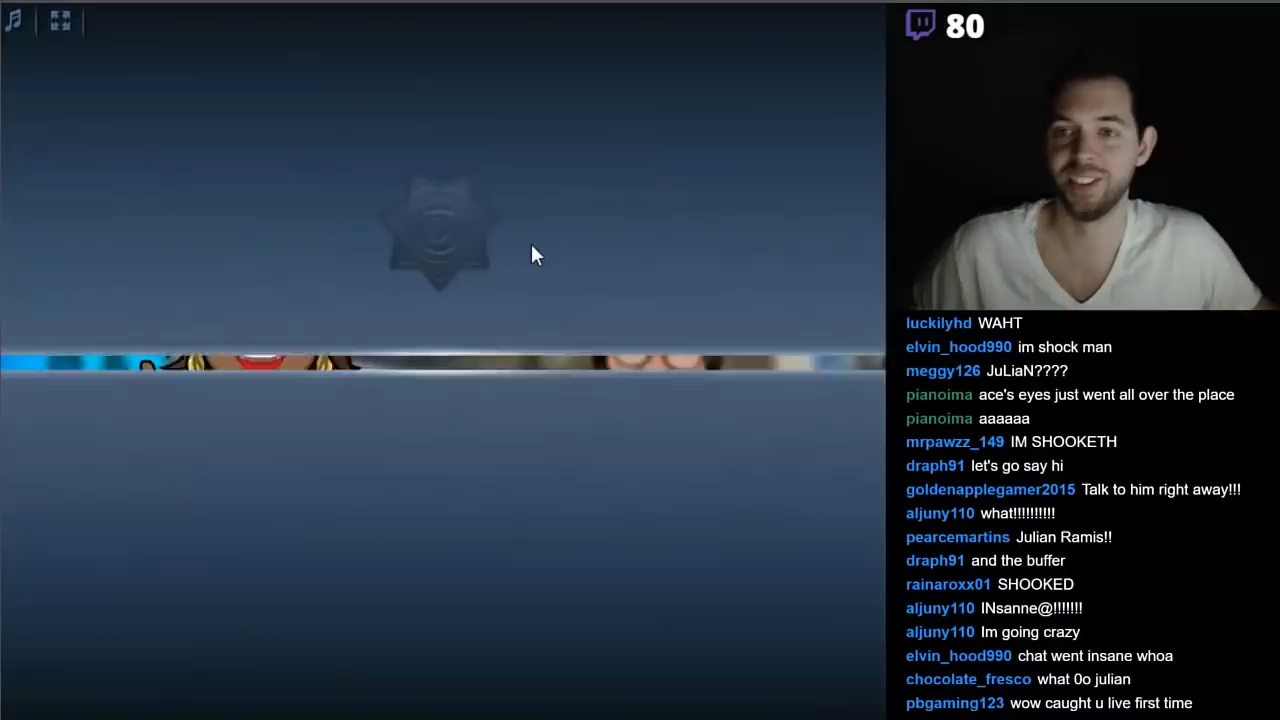 80
luckilyhd WAHT
elvin_hood990 im shock man
meggy126 JuLiaN????
pianoima ace's eyes just went all over the place
pianoima aaaaaa
mrpawzz_149 IM SHOOKETH
draph91 let's go say hi
goldenapplegamer2015 Talk to him right away!!!
aljuny110 what!!!!!!!!!!
pearcemartins Julian Ramis!!
draph91 and the buffer
rainaroxx01 SHOOKED
aljuny110 INsanne@!!!!!!!
aljuny110 Im going crazy
elvin_hood990 chat went insane whoa
chocolate_fresco what 0o julian
pbgaming123 wow caught u live first time